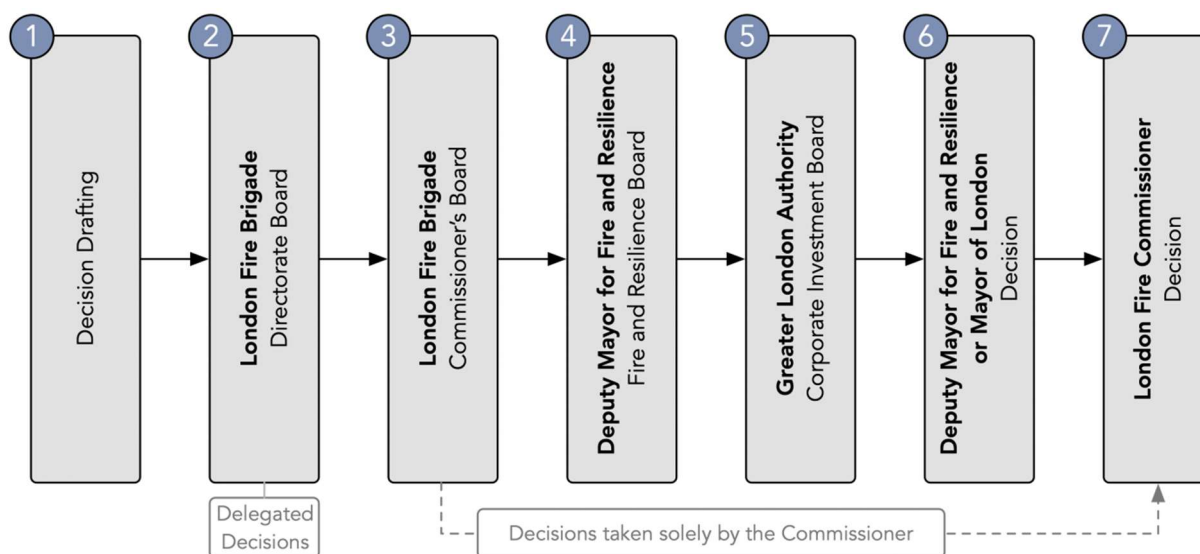 1
Decision Drafting
2
London Fire Brigade
Directorate Board
3
London Fire Brigade
Commissioner's Board
4
Deputy Mayor for Fire and Resilience
Fire and Resilience Board
5
Greater London Authority
Corporate Investment Board
6
Deputy Mayor for Fire and Resilience
or Mayor of London
Decision
7
London Fire Commissioner
Decision
Delegated
Decisions
Decisions taken solely by the Commissioner